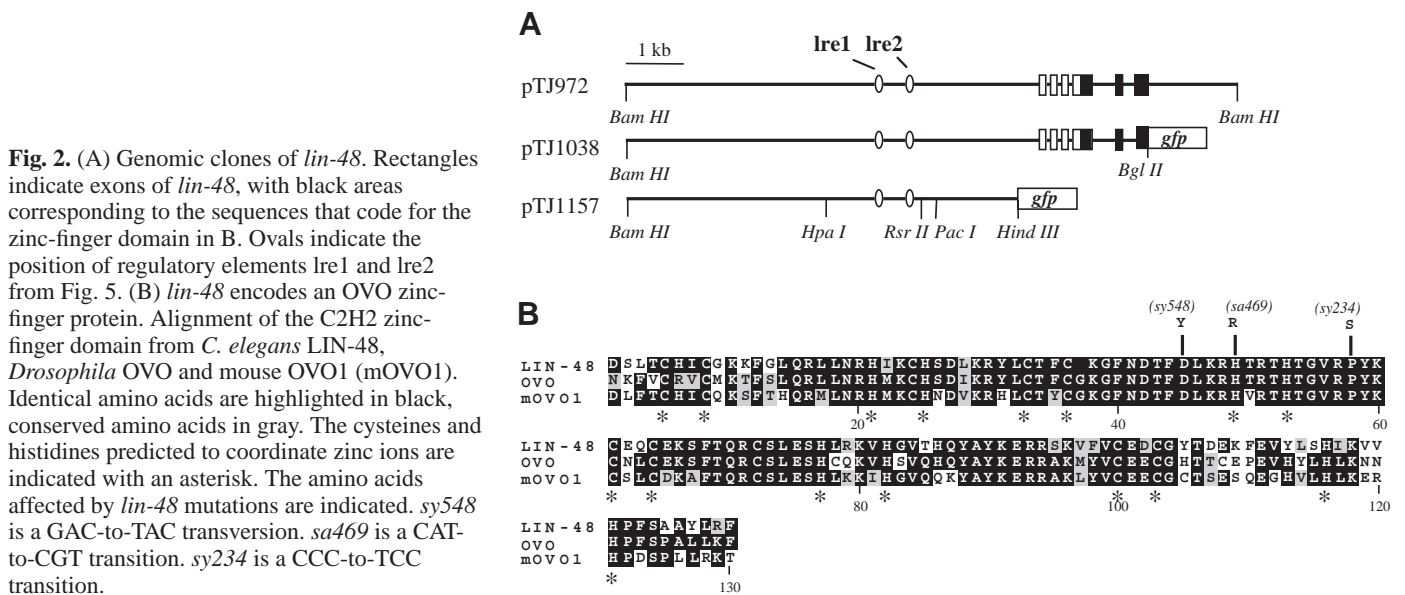 Fig. 2. (A) Genomic clones of lin-48. Rectangles
indicate exons of lin-48, with black areas
corresponding to the sequences that code for the
zinc-finger domain in B. Ovals indicate the
position of regulatory elements lre1 and lre2
from Fig. 5. (B) lin-48 encodes an OVO zinc-
finger protein. Alignment of the C2H2 zinc-
finger domain from C. elegans LIN-48,
Drosophila OVO and mouse OVO1 (mOVO1).
Identical amino acids are highlighted in black,
conserved amino acids in gray. The cysteines and
histidines predicted to coordinate zinc ions are
indicated with an asterisk. The amino acids
affected by lin-48 mutations are indicated. sy548
is a GAC-to-TAC transversion. sa469 is a CAT-
to-CGT transition. sy234 is a CCC-to-TCC
transition.
A
1 kb
lre1 lre2
pTJ972
Bam HI Bam HI
pTJ1038 gfp
Bam HI Bgl II
pTJ1157 gfp
Bam HI Hpa I Rsr II Pac I Hind III
B
(sy548) (sa469) (sy234)
Y R S
LIN-48 DSLTCHICGKKFGLQRLLNRHIKCHSDLKRYLCTFC KGFNDTFDLKRHTRTHTGVRPYK
OVO NKFVCRVCMKTFSLQRLLNRHMKCHSDIKRYLCTFCGKGFNDTFDLKRHTRTHTGVRPYK
mOVO1 DLFTCHICQKSFTHQRMLNRHMKCHNDVKRHLCTYCGKGFNDTFDLKRHVRTHTGVRPYK
* * * * * * * *
20 40 60
LIN-48 CEQCEKSFTQRCSLESHLRKVHGVTHQYAYKERRSKVFVCEDCGYTDEKFEVYLSHIKVV
OVO CNLCEKSFTQRCSLESHCQKVHSVQHQYAYKERRAKMYVCEECGHTTCEPEVHYLHLKNN
mOVO1 CSLCDKAFTQRCSLESHLKKIHGVQQKYAYKERRAKLYVCEECGCTSESQEGHVLHLKER
* * * * * * *
80 100 120
LIN-48 HPFSAAYLRF
OVO HPFSPALLKF
mOVO1 HPDSPLLRKT
*
130